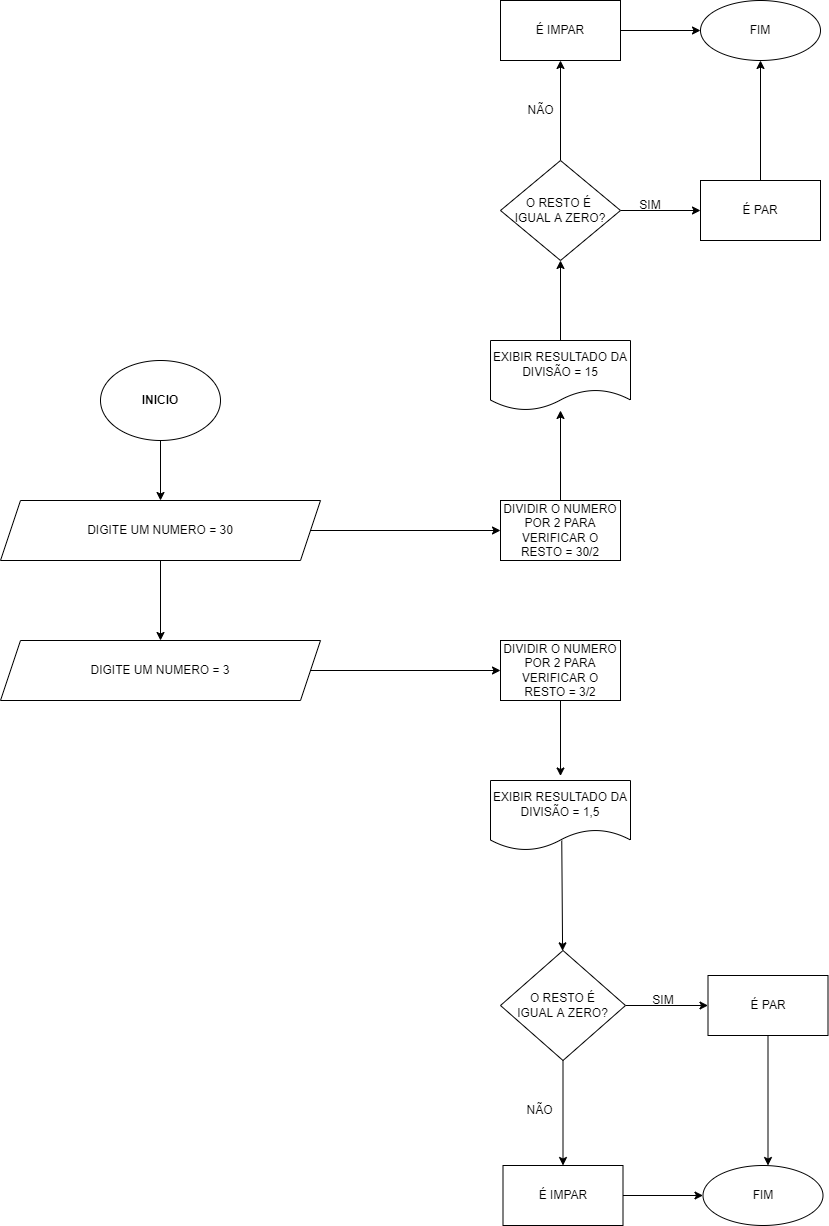 É IMPAR
FIM
NÃO
O RESTO É
IGUAL A ZERO?
SIM
É PAR
EXIBIR RESULTADO DA
DIVISÃO = 15
INICIO
DIGITE UM NUMERO = 30
DIVIDIR O NUMERO
POR 2 PARA
VERIFICAR O
RESTO = 30/2
DIGITE UM NUMERO = 3
DIVIDIR O NUMERO
POR 2 PARA
VERIFICAR O
RESTO = 3/2
EXIBIR RESULTADO DA
DIVISÃO = 1,5
O RESTO É
IGUAL A ZERO?
SIM
É PAR
NÃO
É IMPAR
FIM